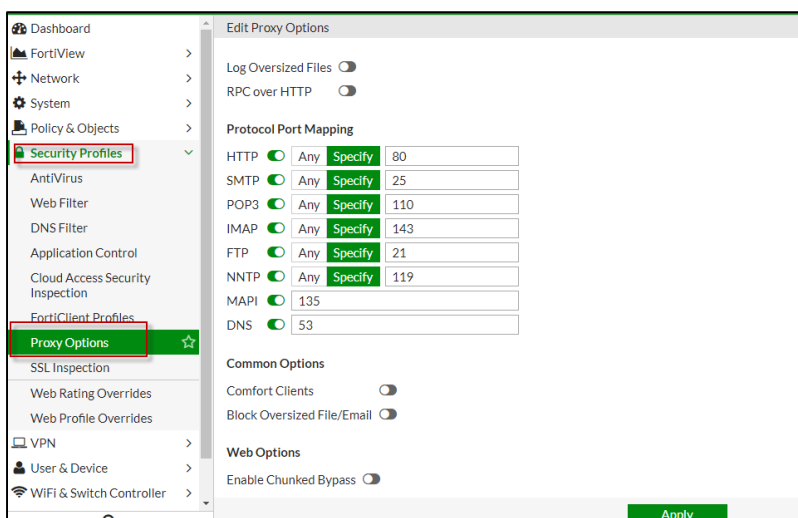 Dashboard
FortiView
Network
System
Policy & Objects
Security Profiles
AntiVirus
Web Filter
DNS Filter
Application Control
Cloud Access Security
Inspection
FortiClient Profiles
Proxy Options
SSL Inspection
Web Rating Overrides
Web Profile Overrides
VPN
User & Device
WiFi & Switch Controller
Edit Proxy Options
Log Oversized Files
RPC over HTTP
Protocol Port Mapping
HTTP Any Specify 80
SMTP Any Specify 25
POP3 Any Specify 110
IMAP Any Specify 143
FTP Any Specify 21
NNTP Any Specify 119
MAPI 135
DNS 53
Common Options
Comfort Clients
Block Oversized File/Email
Web Options
Enable Chunked Bypass
Apply